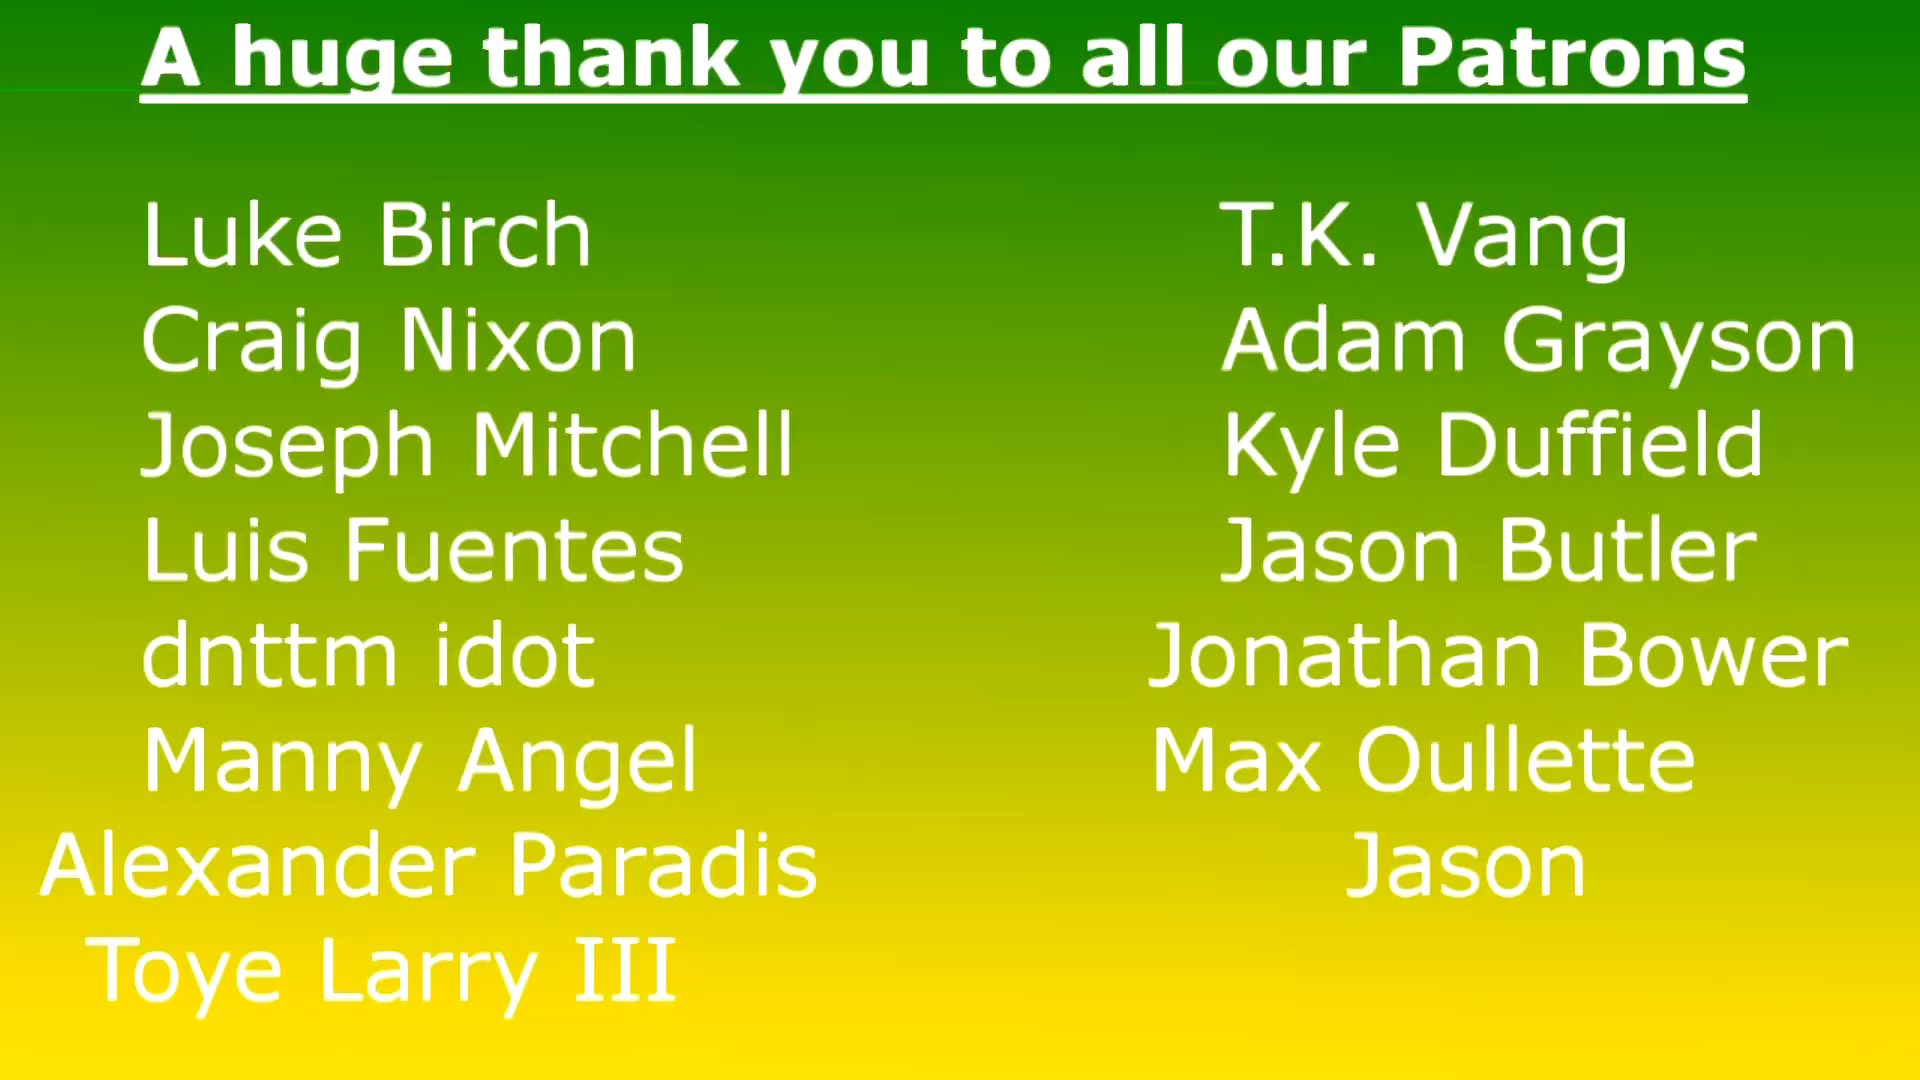 A huge thank you to all our Patrons
Luke Birch
Craig Nixon
Joseph Mitchell
Luis Fuentes
dnttm idot
Manny Angel
Alexander Paradis
Toye Larry III
T.K. Vang
Adam Grayson
Kyle Duffield
Jason Butler
Jonathan Bower
Max Oullette
Jason